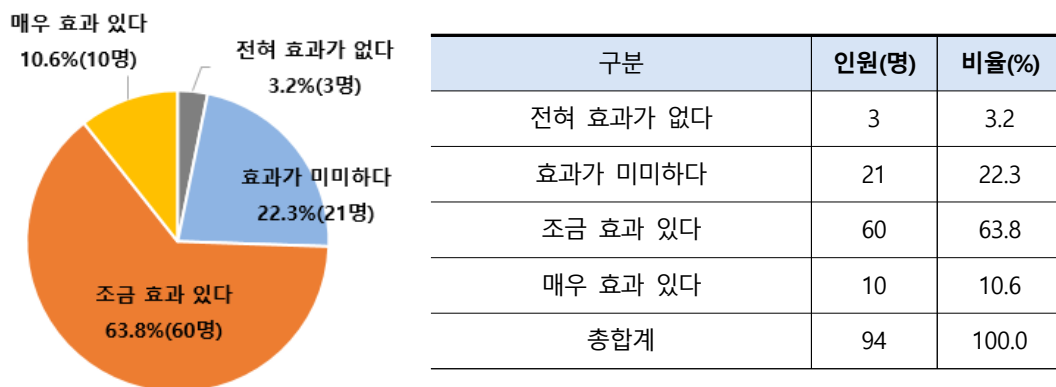 매우 효과 있다
10.6%(10명)
전혀 효과가 없다
3.2%(3명)
효과가 미미하다
22.3%(21명)
조금 효과 있다
63.8%(60명)
구분 인원(명) 비율(%)
전혀 효과가 없다 3 3.2
효과가 미미하다 21 22.3
조금 효과 있다 60 63.8
매우 효과 있다 10 10.6
총합계 94 100.0